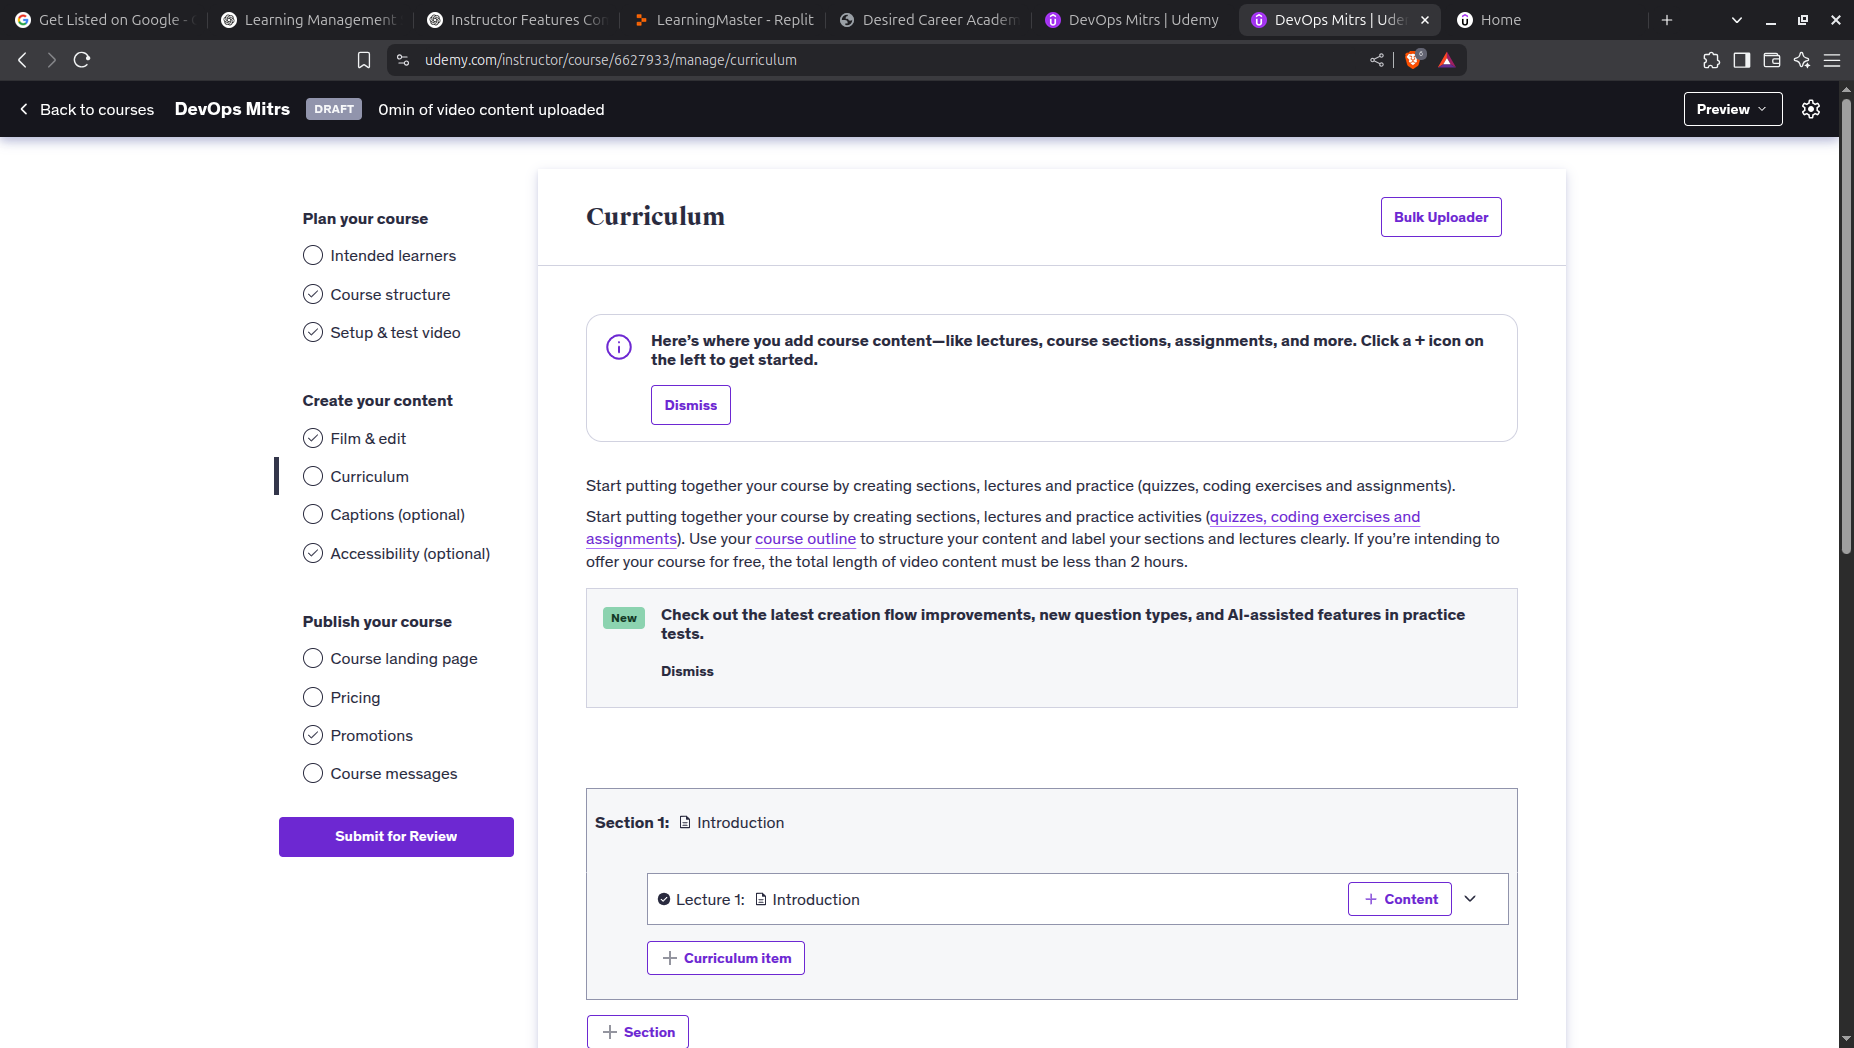 Get Listed on Google -
Learning Management
Instructor Features Con
LearningMaster - Replit
Desired Career Academ
DevOps Mitrs | Udemy
DevOps Mitrs | Ude
Home
udemy.com/instructor/course/6627933/manage/curriculum
6
Back to courses
DevOps Mitrs
DRAFT
0min of video content uploaded
Preview
Plan your course
Intended learners
Course structure
Setup & test video
Create your content
Film & edit
Curriculum
Captions (optional)
Accessibility (optional)
Publish your course
Course landing page
Pricing
Promotions
Course messages
Submit for Review
Curriculum
Bulk Uploader
Here’s where you add course content—like lectures, course sections, assignments, and more. Click a + icon on
the left to get started.
Dismiss
Start putting together your course by creating sections, lectures and practice (quizzes, coding exercises and assignments).
Start putting together your course by creating sections, lectures and practice activities (quizzes, coding exercises and
assignments). Use your course outline to structure your content and label your sections and lectures clearly. If you’re intending to
offer your course for free, the total length of video content must be less than 2 hours.
New
Check out the latest creation flow improvements, new question types, and AI-assisted features in practice
tests.
Dismiss
Section 1: Introduction
Lecture 1: Introduction
+ Content
+ Curriculum item
+ Section